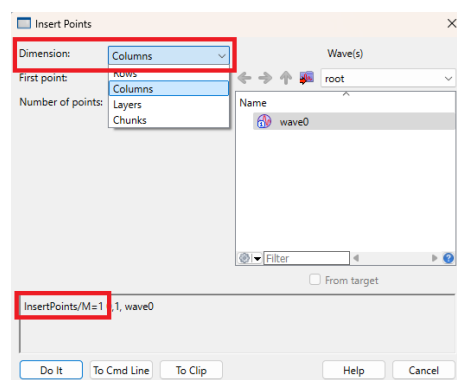 Insert Points
Dimension: Columns Wave(s)
First point: Rows root
Columns
Number of points: Layers Name
Chunks wave0
Filter
From target
InsertPoints/M=1 0,1, wave0
Do It To Cmd Line To Clip Help Cancel